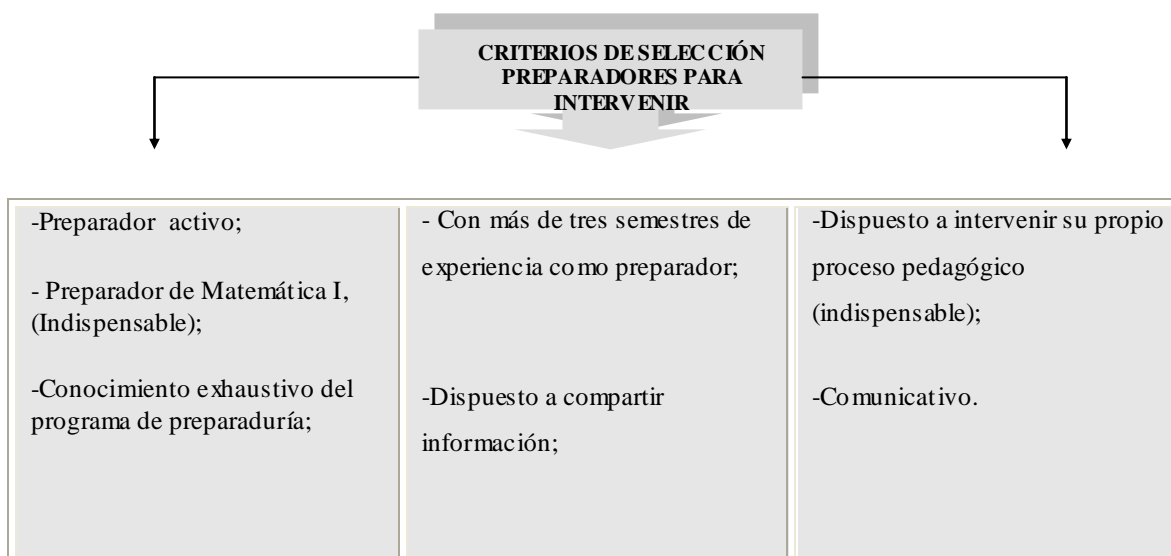 CRITERIOS DE SELECCIÓN
PREPARADORES PARA
INTERVENIR
-Preparador activo;
- Preparador de Matemática I,
(Indispensable);
-Conocimiento exhaustivo del
programa de preparaduría;
- Con más de tres semestres de
experiencia como preparador;
-Dispuesto a compartir
información;
-Dispuesto a intervenir su propio
proceso pedagógico
(indispensable);
-Comunicativo.